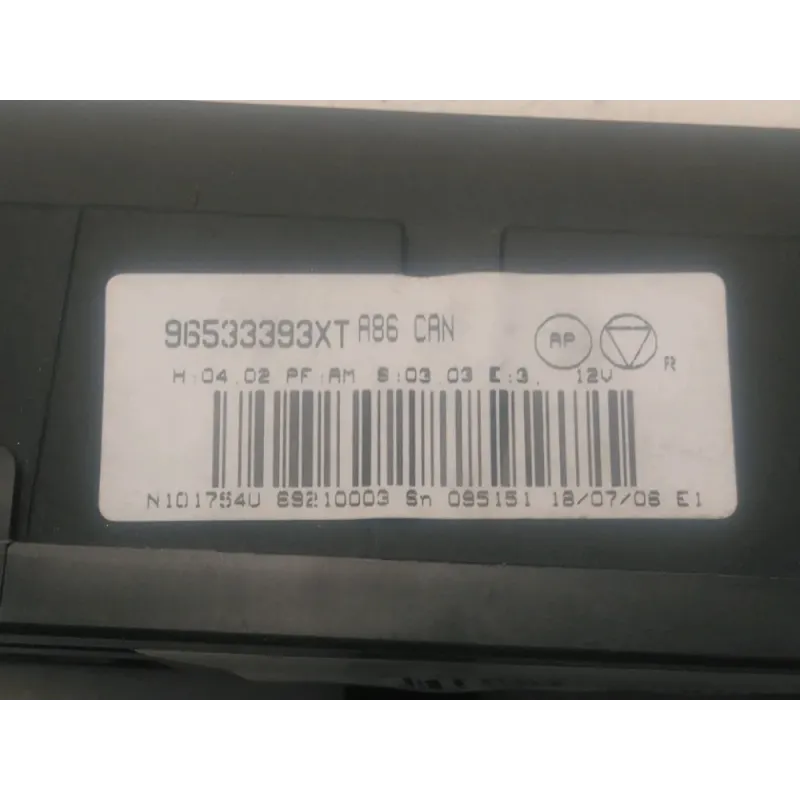 96533393XT A86 CAN AP FR
H:04.02 PF:AM S:03.03 E:3. 12V
N101754U 69210003 Sn 095151 18/07/06 E1